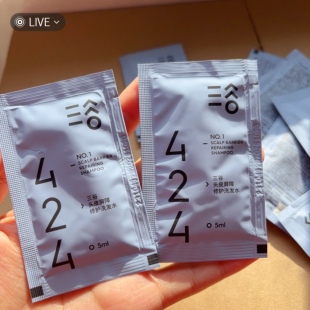 LIVE
三谷
424
NO.1
SCALP BARRIER
REPAIRING
SHAMPOO
三谷
头皮屏障
修护洗发水
5ml
三谷
424
NO.1
SCALP BARRIER
REPAIRING
SHAMPOO
三谷
头皮屏障
修护洗发水
5ml